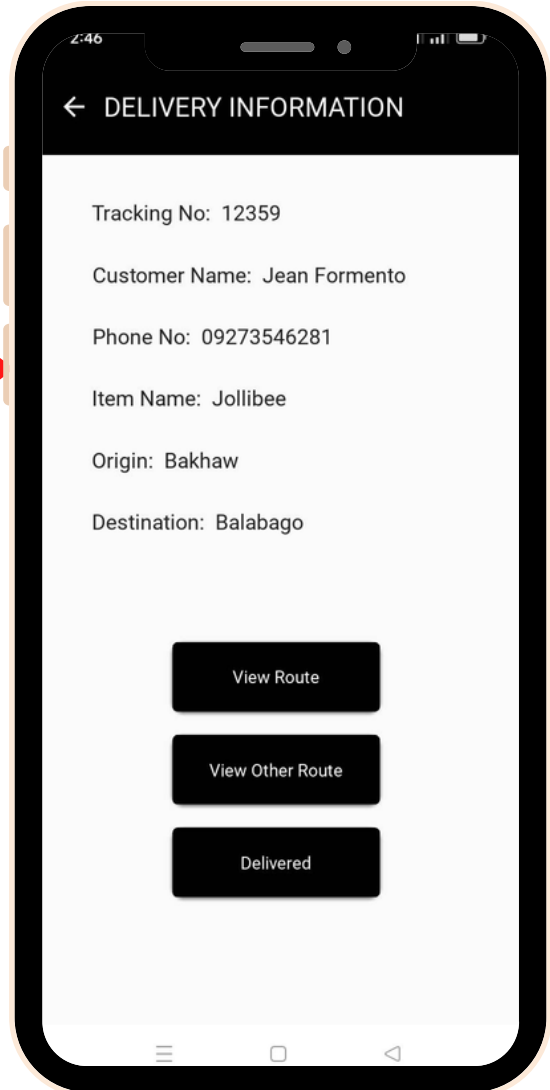 2:46
DELIVERY INFORMATION
Tracking No: 12359
Customer Name: Jean Formento
Phone No: 09273546281
Item Name: Jollibee
Origin: Bakhaw
Destination: Balabago
View Route
View Other Route
Delivered